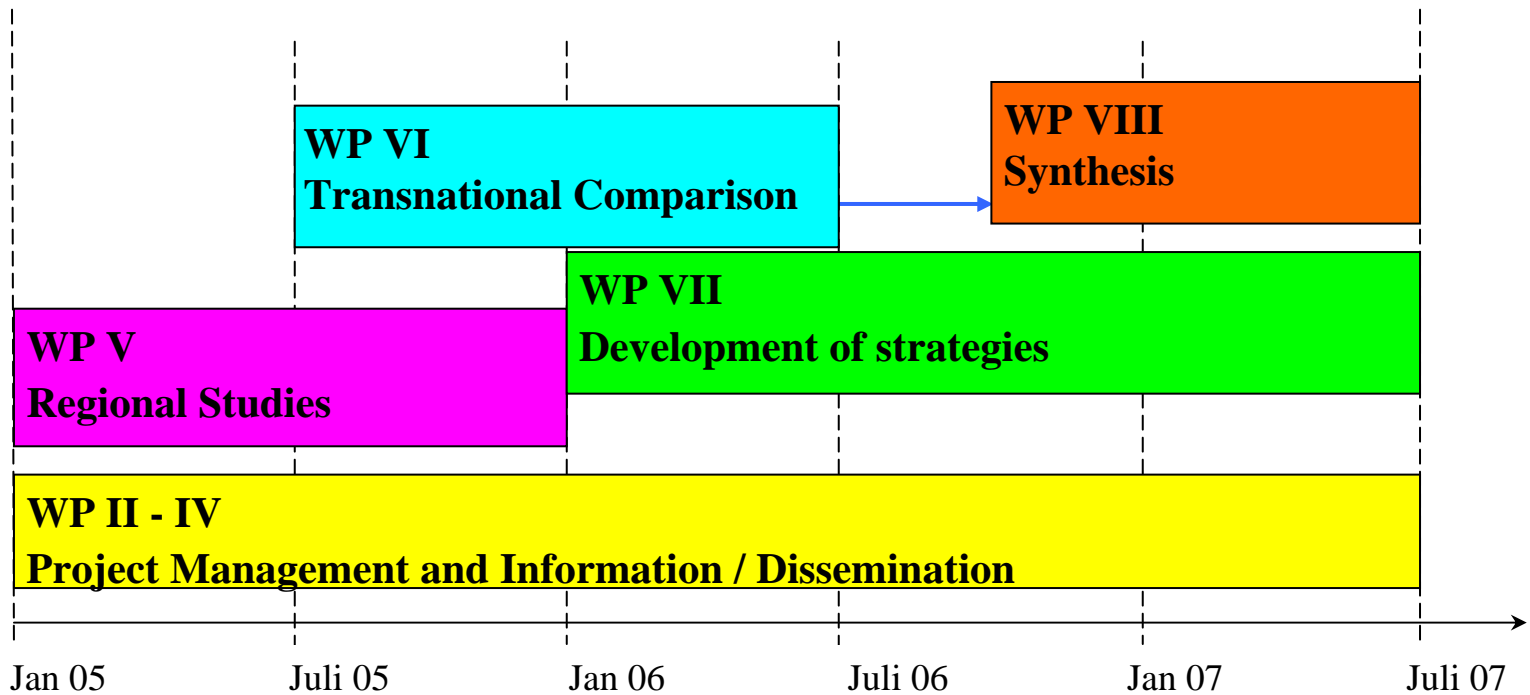 WP VI
Transnational Comparison
WP VIII
Synthesis
WP VII
Development of strategies
WP V
Regional Studies
WP II - IV
Project Management and Information / Dissemination
Jan 05 Juli 05 Jan 06 Juli 06 Jan 07 Juli 07